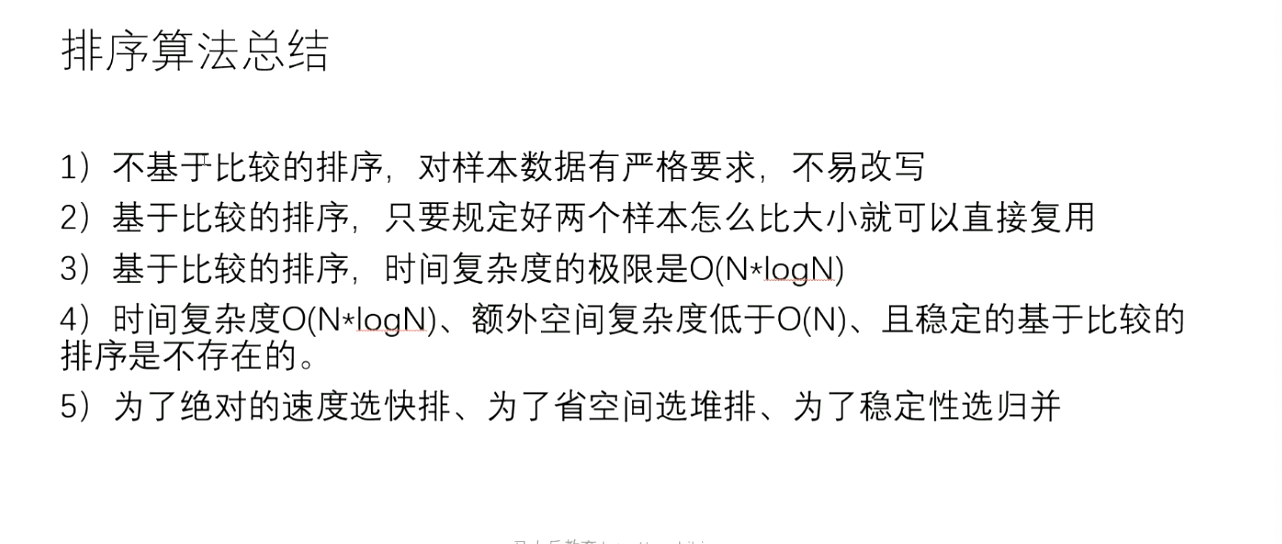 排序算法总结
1）不基于比较的排序，对样本数据有严格要求，不易改写
2）基于比较的排序，只要规定好两个样本怎么比大小就可以直接复用
3）基于比较的排序，时间复杂度的极限是O(N*logN)
4）时间复杂度O(N*logN)、额外空间复杂度低于O(N)、且稳定的基于比较的
排序是不存在的。
5）为了绝对的速度选快排、为了省空间选堆排、为了稳定性选归并